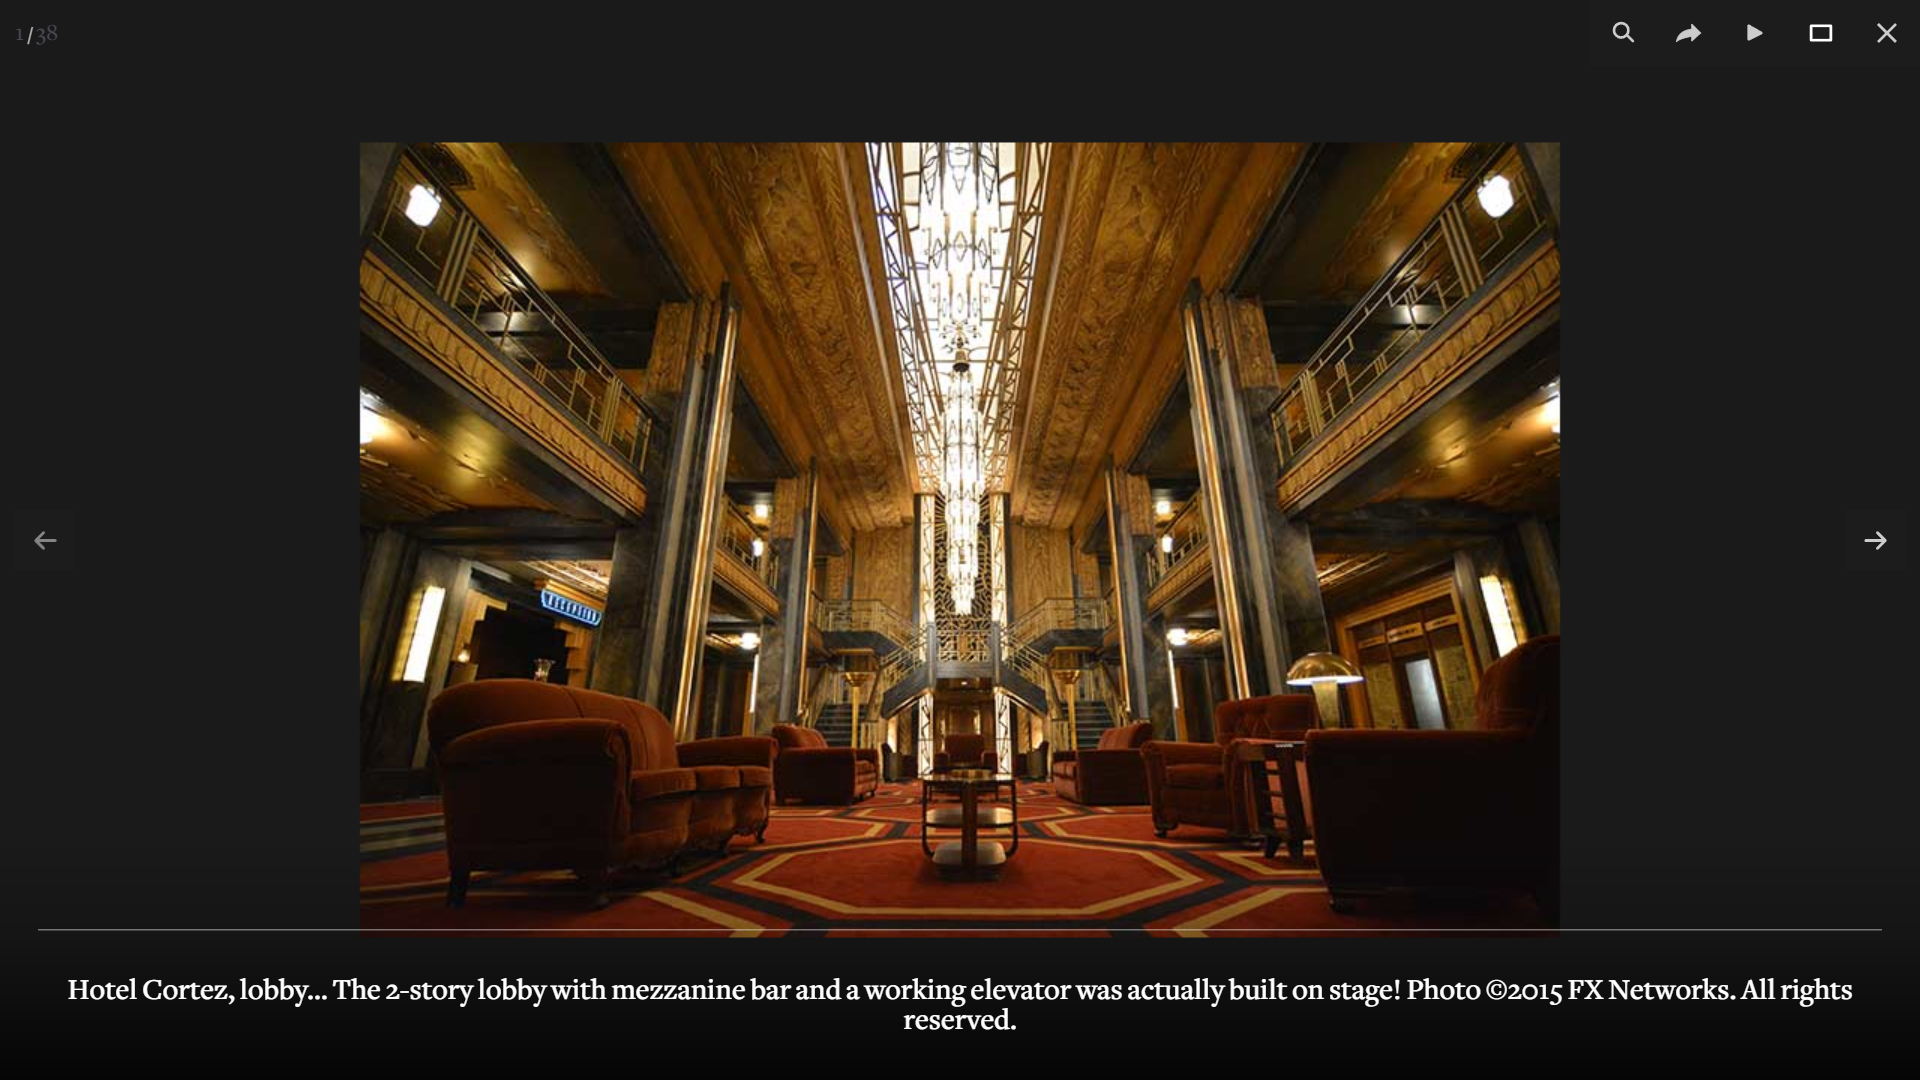 1/38
RECEPTION
Hotel Cortez, lobby... The 2-story lobby with mezzanine bar and a working elevator was actually built on stage! Photo ©2015 FX Networks. All rights
reserved.